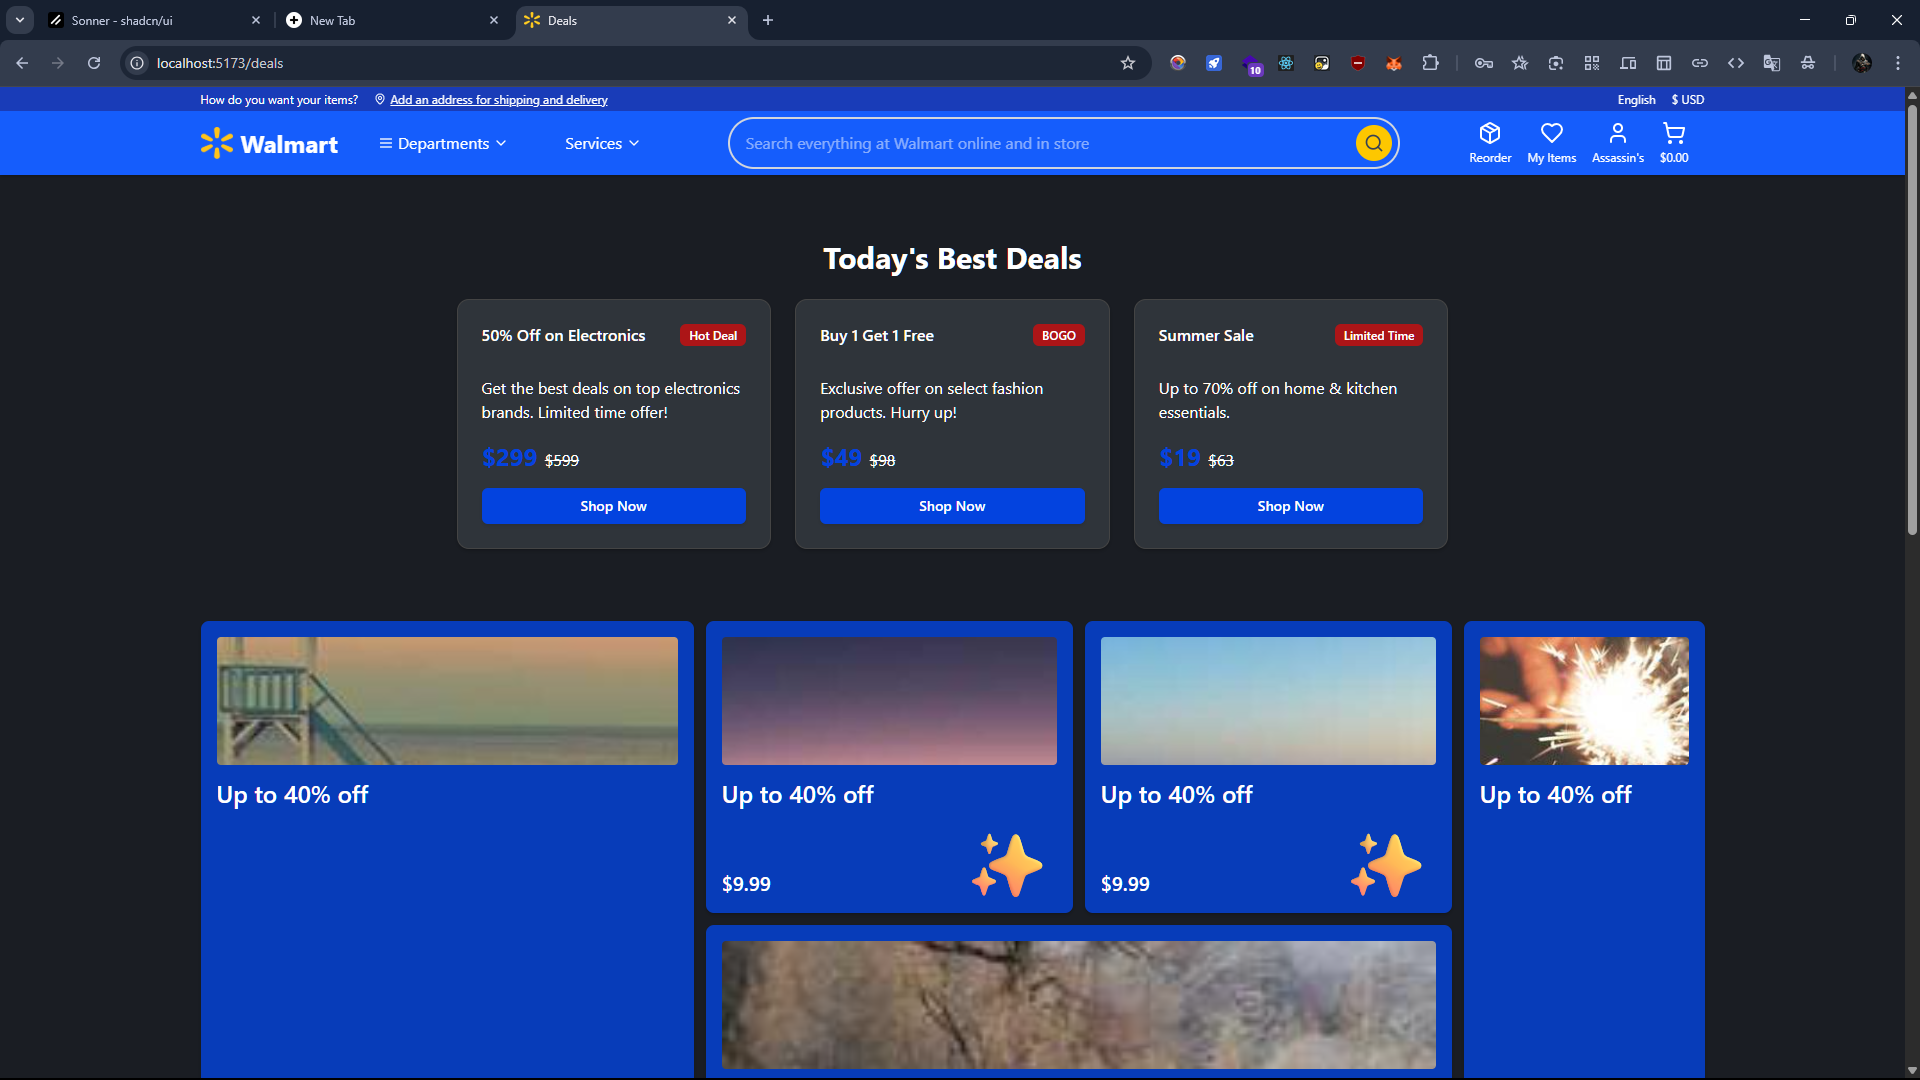 Sonner - shadcn/ui
New Tab
Deals
localhost:5173/deals
10
How do you want your items?
Add an address for shipping and delivery
English
$ USD
Walmart
Departments
Services
Search everything at Walmart online and in store
Reorder
My Items
Assassin's
$0.00
Today's Best Deals
50% Off on Electronics
Hot Deal
Get the best deals on top electronics
brands. Limited time offer!
$299 $599
Shop Now
Buy 1 Get 1 Free
BOGO
Exclusive offer on select fashion
products. Hurry up!
$49 $98
Shop Now
Summer Sale
Limited Time
Up to 70% off on home & kitchen
essentials.
$19 $63
Shop Now
Up to 40% off
Up to 40% off
$9.99
Up to 40% off
$9.99
Up to 40% off